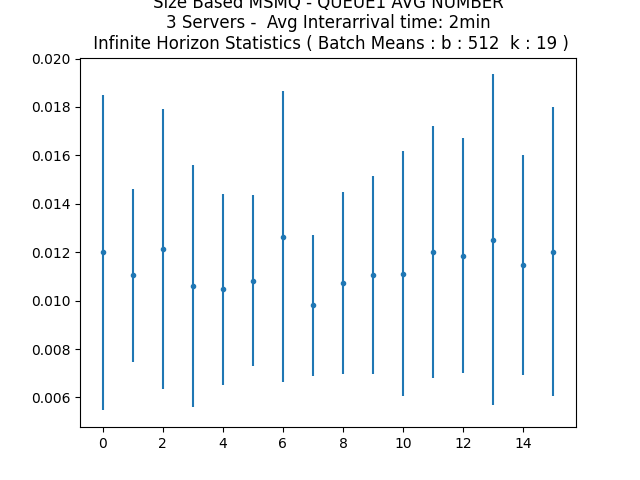 Size Based MSMQ - QUEUE1 AVG NUMBER
3 Servers - Avg Interarrival time: 2min
Infinite Horizon Statistics ( Batch Means : b : 512 k : 19 )
0.020
0.018
0.016
0.014
0.012
0.010
0.008
0.006
0 2 4 6 8 10 12 14